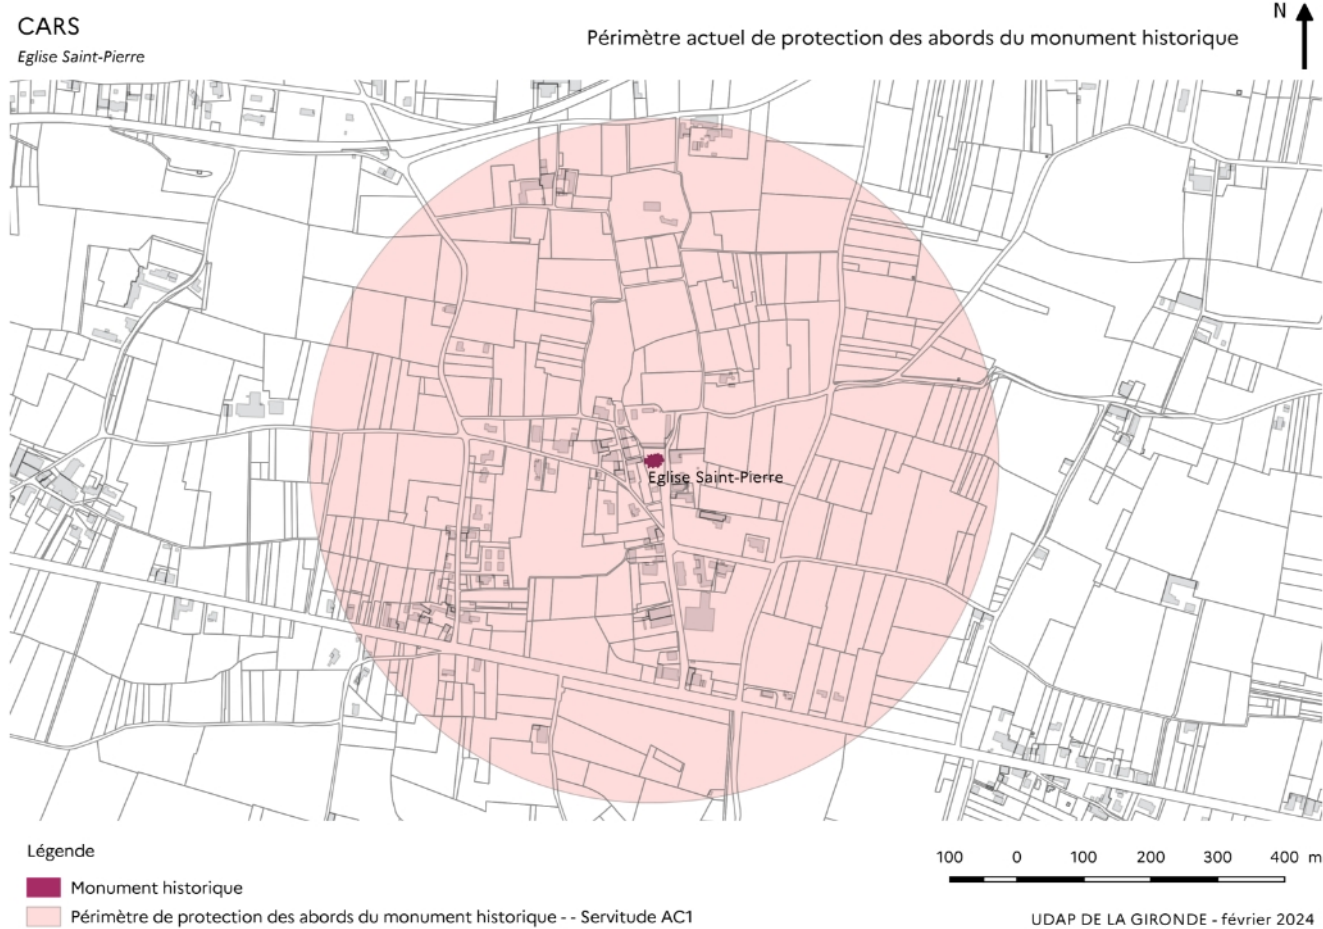 CARS
Eglise Saint-Pierre
Périmètre actuel de protection des abords du monument historique
N
Eglise Saint-Pierre
Légende
Monument historique
Périmètre de protection des abords du monument historique - - Servitude AC1
100 0 100 200 300 400 m
UDAP DE LA GIRONDE - février 2024